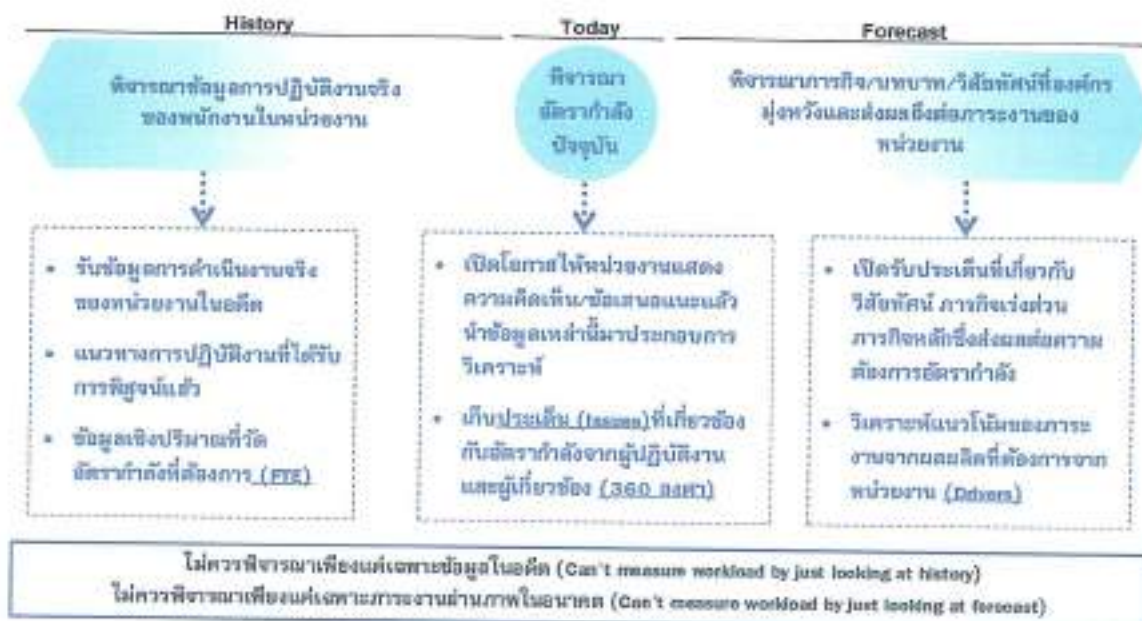 History
Today
Forecast
พิจารณาข้อมูลการปฏิบัติงานจริง
ของพนักงานในหน่วยงาน
พิจารณา
อัตรากำลัง
ปัจจุบัน
พิจารณาภารกิจ/บทบาท/วิสัยทัศน์ที่องค์กร
มุ่งหวังและส่งผลถึงต่อภาระงานของ
หน่วยงาน
• รับข้อมูลการดำเนินงานจริง
ของหน่วยงานในอดีต
• แนวทางการปฏิบัติงานที่ได้รับ
การพิสูจน์แล้ว
• ข้อมูลเชิงปริมาณที่วัด
อัตรากำลังที่ต้องการ (FTE)
• เปิดโอกาสให้หน่วยงานแสดง
ความคิดเห็น/ข้อเสนอแนะแล้ว
นำข้อมูลเหล่านี้มาประกอบการ
วิเคราะห์
• เก็บประเด็น (Issues)ที่เกี่ยวข้อง
กับอัตรากำลังจากผู้ปฏิบัติงาน
และผู้เกี่ยวข้อง (360 องศา)
• เปิดรับประเด็นที่เกี่ยวกับ
วิสัยทัศน์ ภารกิจเร่งด่วน
ภารกิจหลักซึ่งส่งผลต่อความ
ต้องการอัตรากำลัง
• วิเคราะห์แนวโน้มของภาระ
งานจากผลผลิตที่ต้องการจาก
หน่วยงาน (Drivers)
ไม่ควรพิจารณาเพียงแค่เฉพาะข้อมูลในอดีต (Can't measure workload by just looking at history)
ไม่ควรพิจารณาเพียงแค่เฉพาะภาระงานผ่านภาพในอนาคต (Can't measure workload by just looking at forecast)